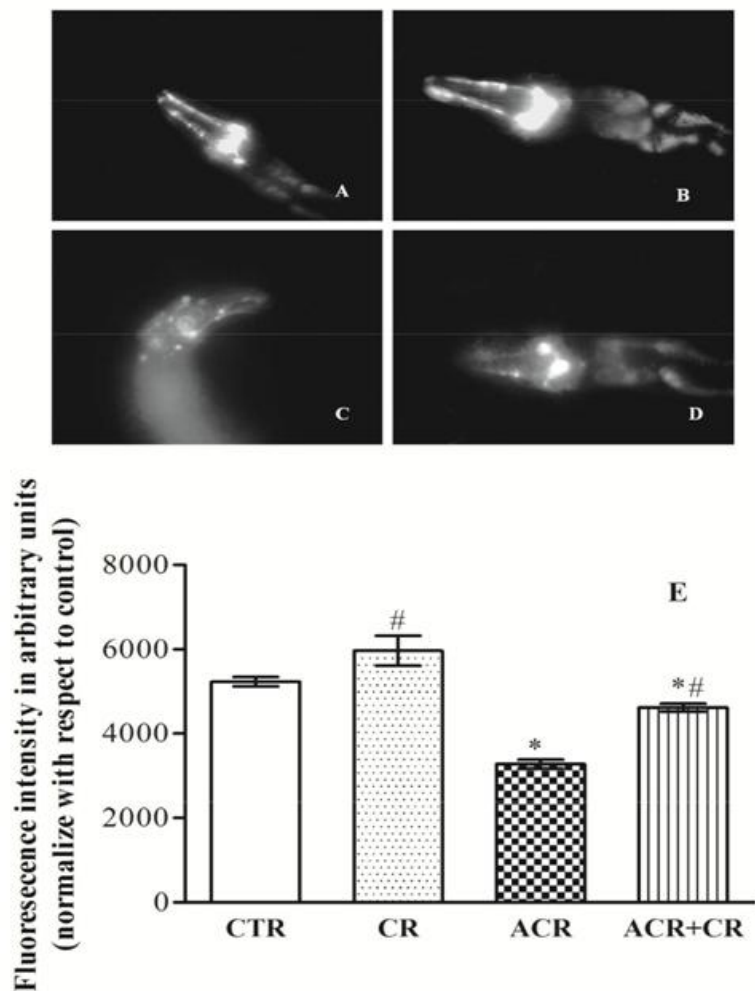 A
B
C
D
Fluoresecence intensity in arbitrary units
(normalize with respect to control)
8000
6000
4000
2000
0
E
#
*
*#
CTR
CR
ACR
ACR+CR